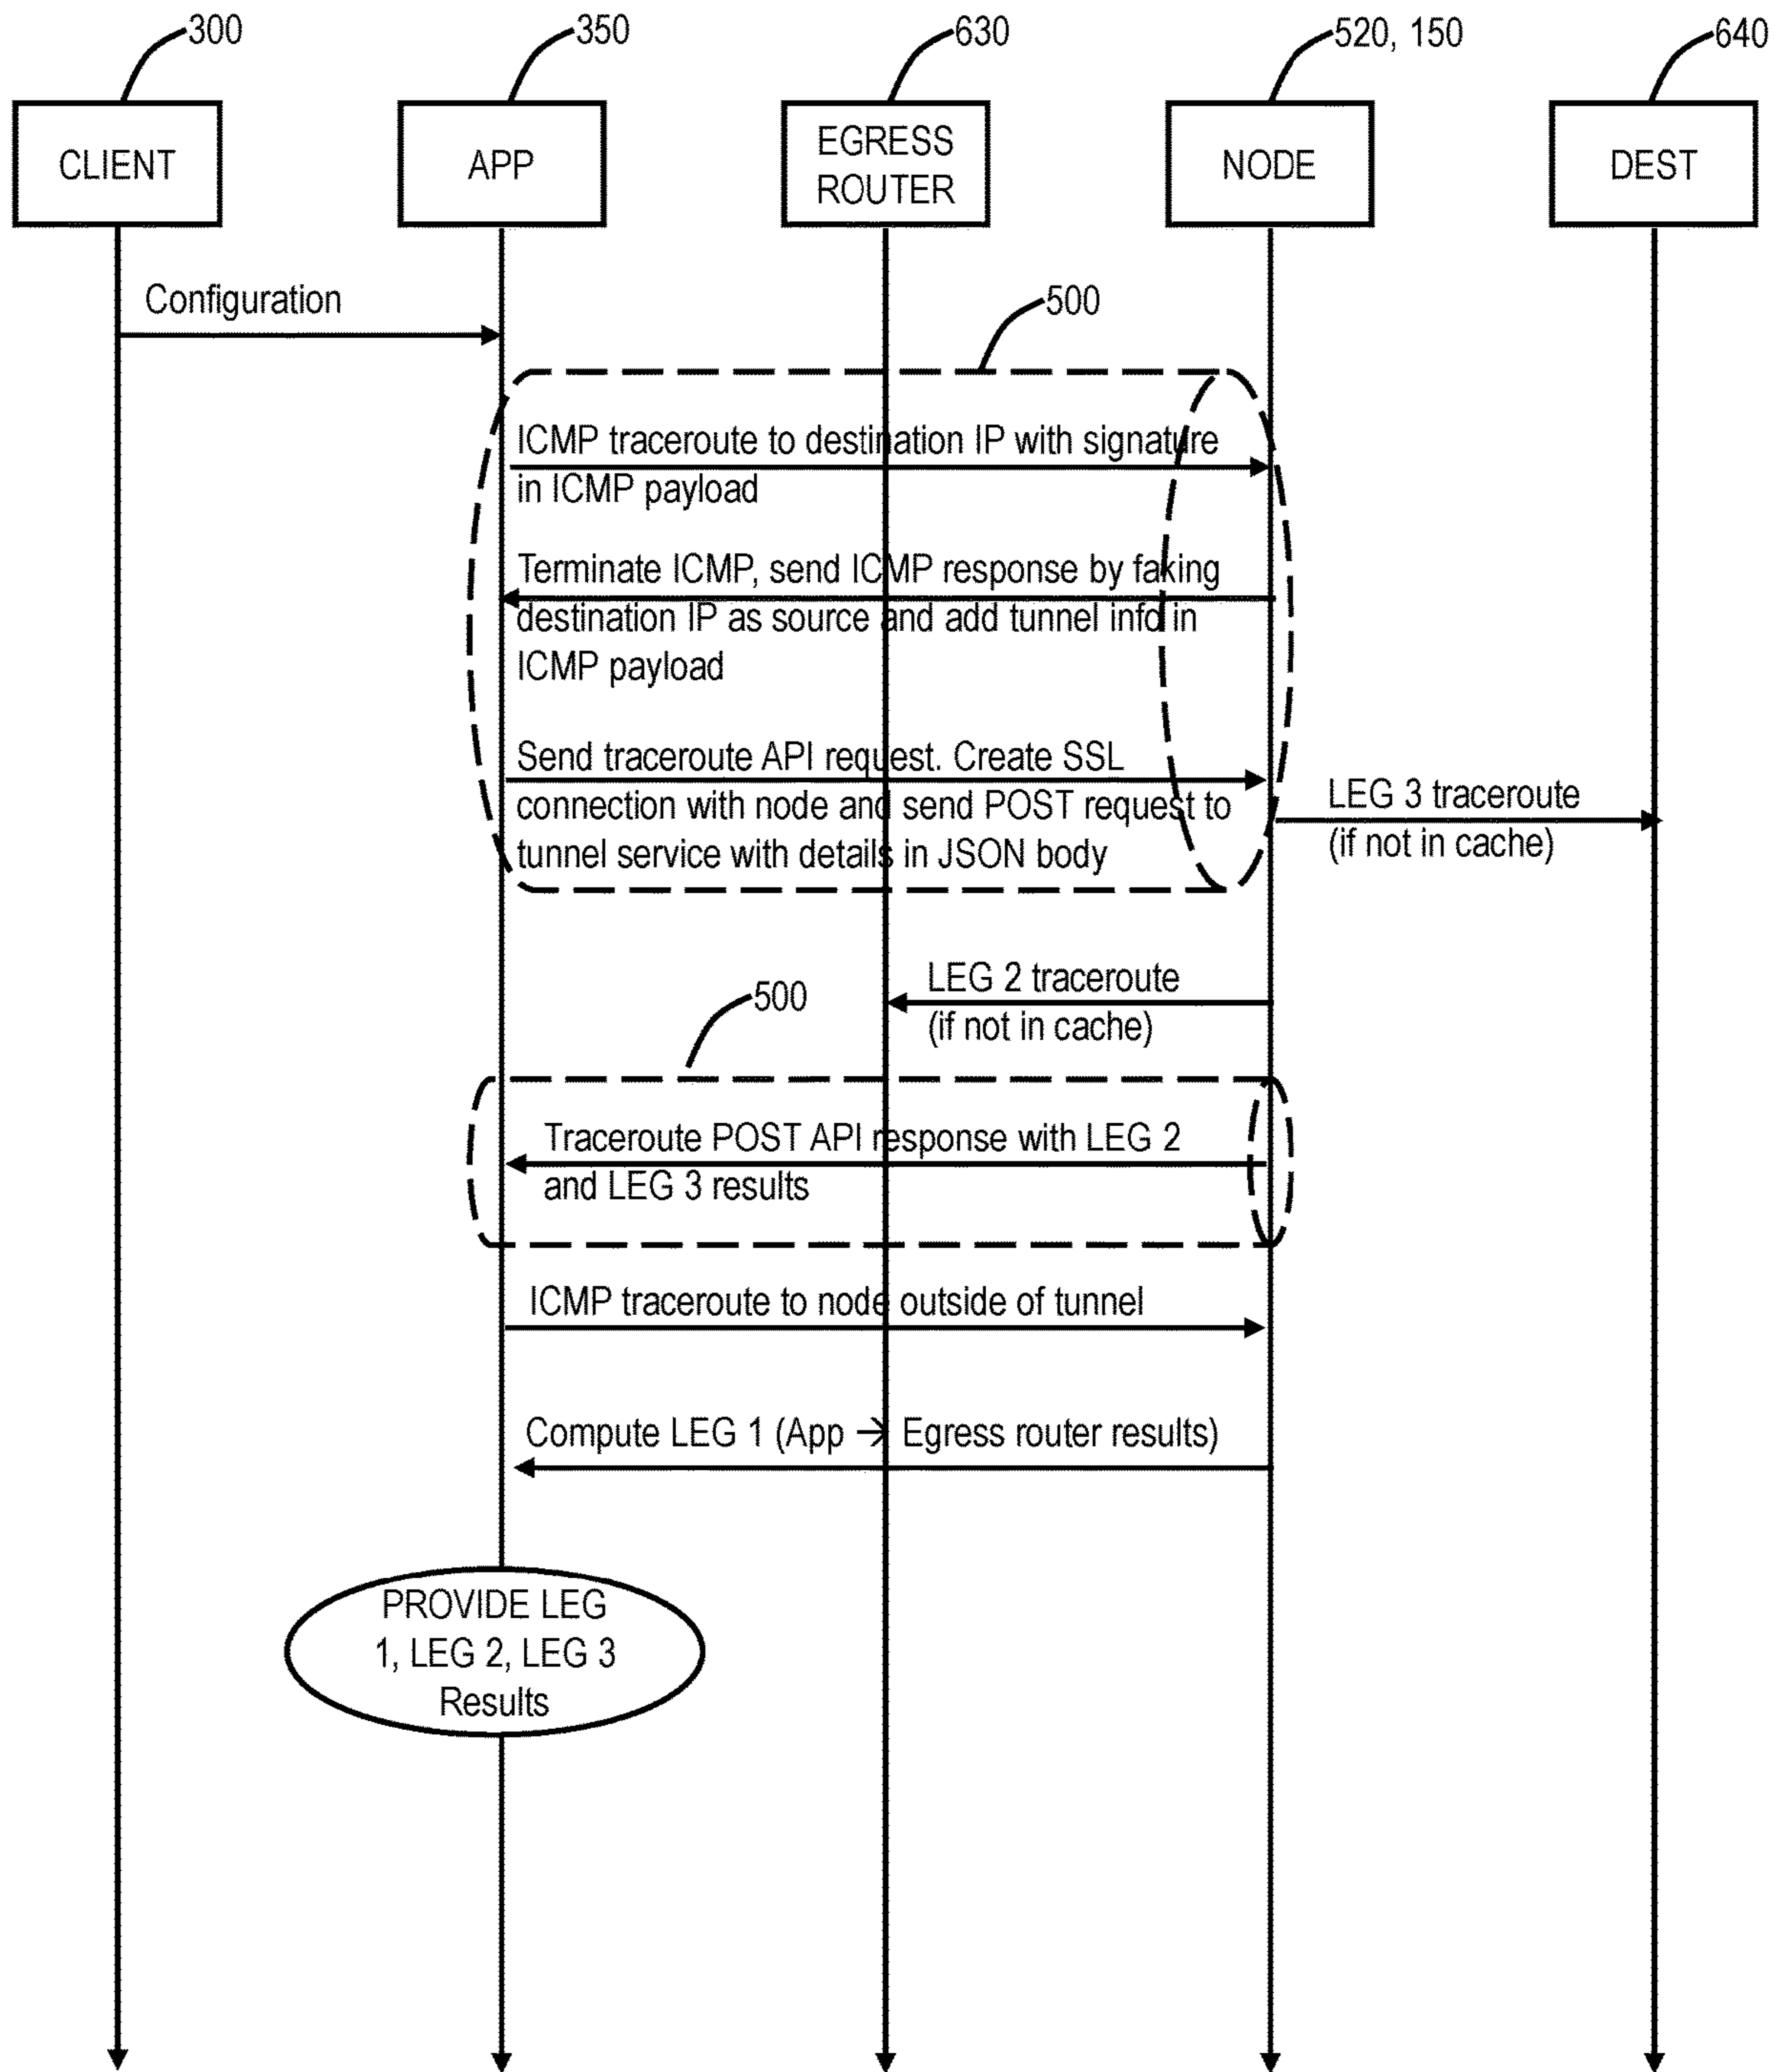 300
350
630
520, 150
640
CLIENT
APP
EGRESS
ROUTER
NODE
DEST
Configuration
500
ICMP traceroute to destination IP with signature
in ICMP payload
Terminate ICMP, send ICMP response by faking
destination IP as source and add tunnel info in
ICMP payload
Send traceroute API request. Create SSL
connection with node and send POST request to
tunnel service with details in JSON body
LEG 3 traceroute
(if not in cache)
LEG 2 traceroute
(if not in cache)
500
Traceroute POST API response with LEG 2
and LEG 3 results
ICMP traceroute to node outside of tunnel
Compute LEG 1 (App → Egress router results)
PROVIDE LEG
1, LEG 2, LEG 3
Results